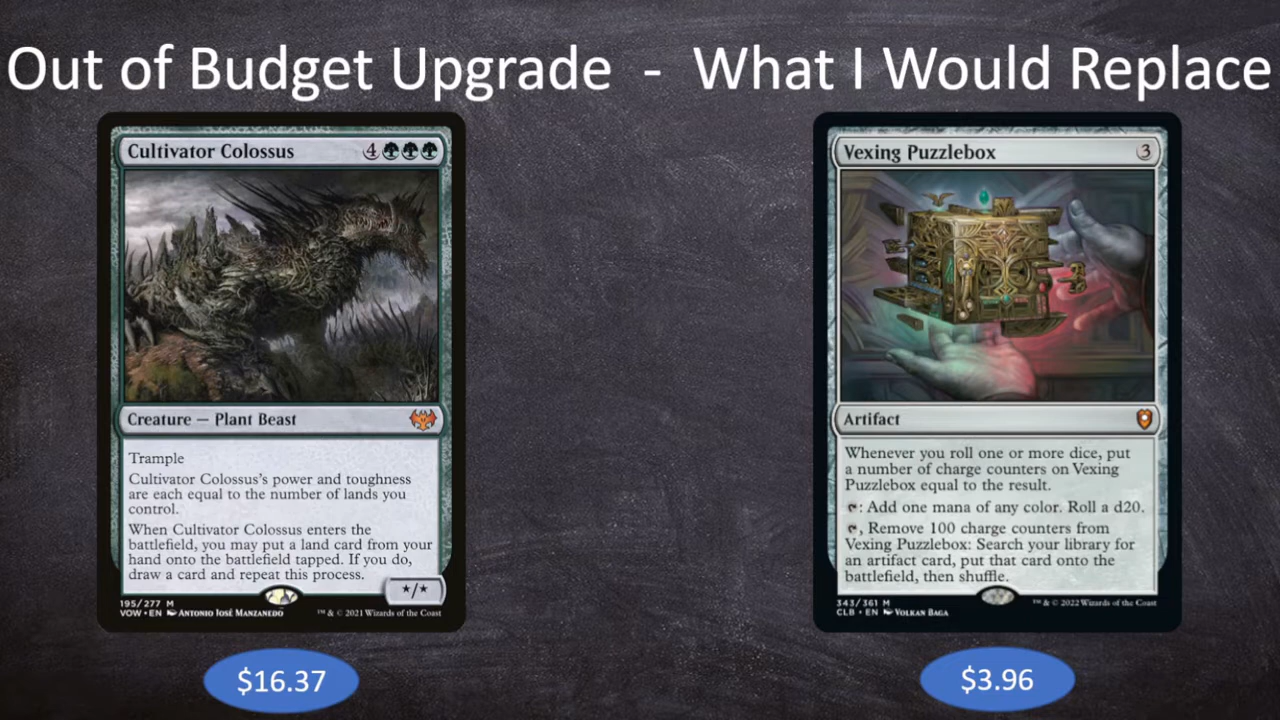 Out of Budget Upgrade - What I Would Replace
Cultivator Colossus 4
Creature — Plant Beast
Trample
Cultivator Colossus's power and toughness
are each equal to the number of lands you
control.
When Cultivator Colossus enters the
battlefield, you may put a land card from your
hand onto the battlefield tapped. If you do,
draw a card and repeat this process.
*/*
195/277 M
VOW • EN ANTONIO JOSÉ MANZANEDO
™ & © 2021 Wizards of the Coast
$16.37
Vexing Puzzlebox 3
Artifact
Whenever you roll one or more dice, put
a number of charge counters on Vexing
Puzzlebox equal to the result.
: Add one mana of any color. Roll a d20.
, Remove 100 charge counters from
Vexing Puzzlebox: Search your library for
an artifact card, put that card onto the
battlefield, then shuffle.
343/361 M
CLB • EN VOLKAN BAGA
™ & © 2022 Wizards of the Coast
$3.96